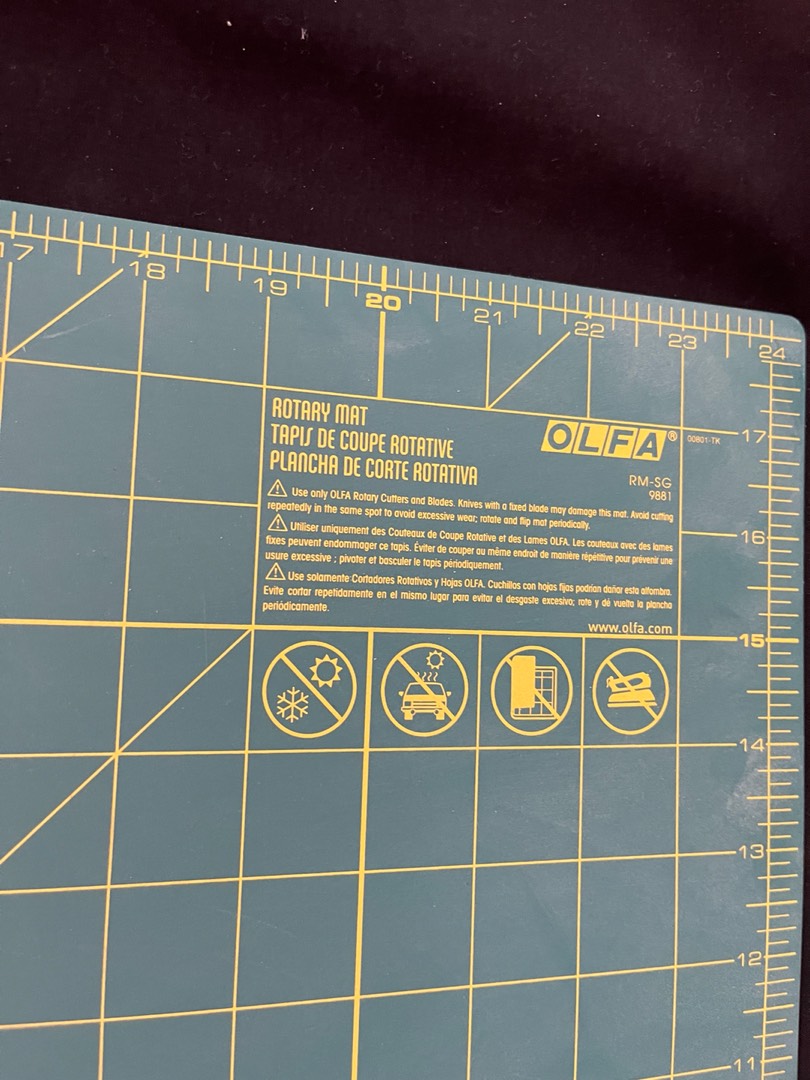 17 18 19 20 21 22 23 24
ROTARY MAT
TAPIS DE COUPE ROTATIVE
PLANCHA DE CORTE ROTATIVA
OLFA® 00801-TK
RM-SG
9881
⚠ Use only OLFA Rotary Cutters and Blades. Knives with a fixed blade may damage this mat. Avoid cutting
repeatedly in the same spot to avoid excessive wear; rotate and flip mat periodically.
⚠ Utiliser uniquement des Couteaux de Coupe Rotative et des Lames OLFA. Les couteaux avec des lames
fixes peuvent endommager ce tapis. Éviter de couper au même endroit de manière répétitive pour prévenir une
usure excessive ; pivoter et basculer le tapis périodiquement.
⚠ Use solamente Cortadores Rotativos y Hojas OLFA. Cuchillos con hojas fijas podrían dañar esta alfombra.
Evite cortar repetidamente en el mismo lugar para evitar el desgaste excesivo; rote y dé vuelta la plancha
periódicamente.
www.olfa.com
17
16
15
14
13
12
11